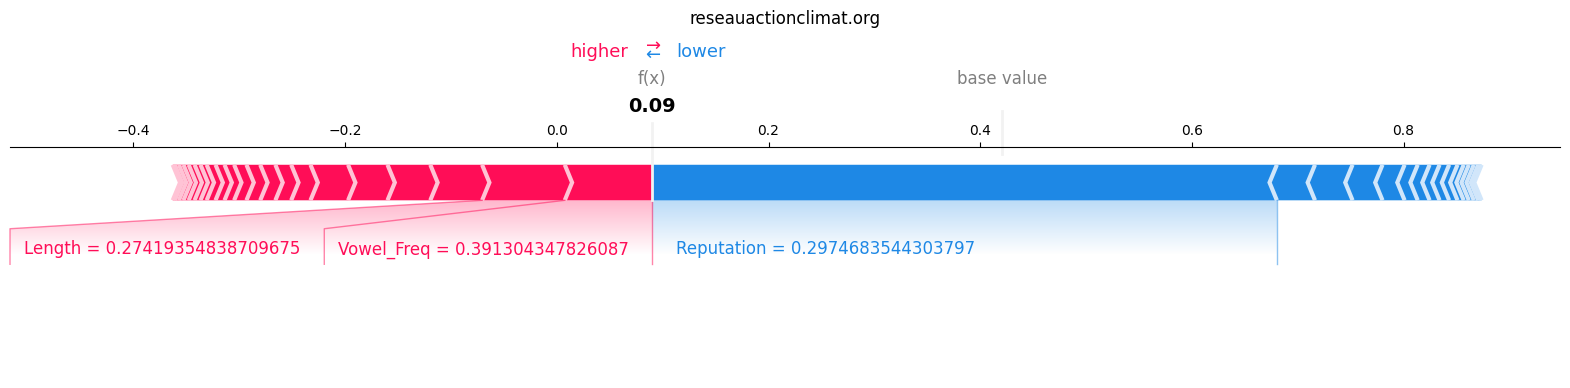 reseauactionclimat.org
higher ⇄ lower
f(x) base value
0.09
−0.4 −0.2 0.0 0.2 0.4 0.6 0.8
Length = 0.27419354838709675 Vowel_Freq = 0.391304347826087 Reputation = 0.2974683544303797